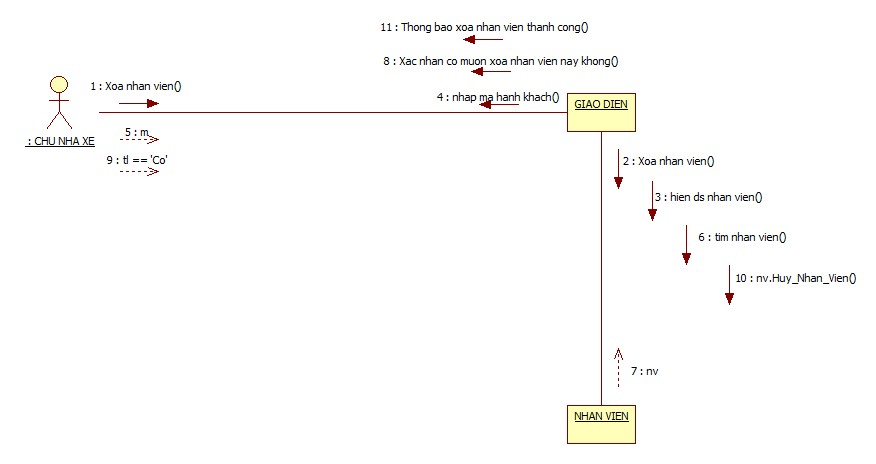 11 : Thong bao xoa nhan vien thanh cong()
8 : Xac nhan co muon xoa nhan vien nay khong()
1 : Xoa nhan vien()
4 : nhap ma hanh khach()
GIAO DIEN
: CHU NHA XE
5 : m
9 : tl == 'Co'
2 : Xoa nhan vien()
3 : hien ds nhan vien()
6 : tim nhan vien()
10 : nv.Huy_Nhan_Vien()
7 : nv
NHAN VIEN